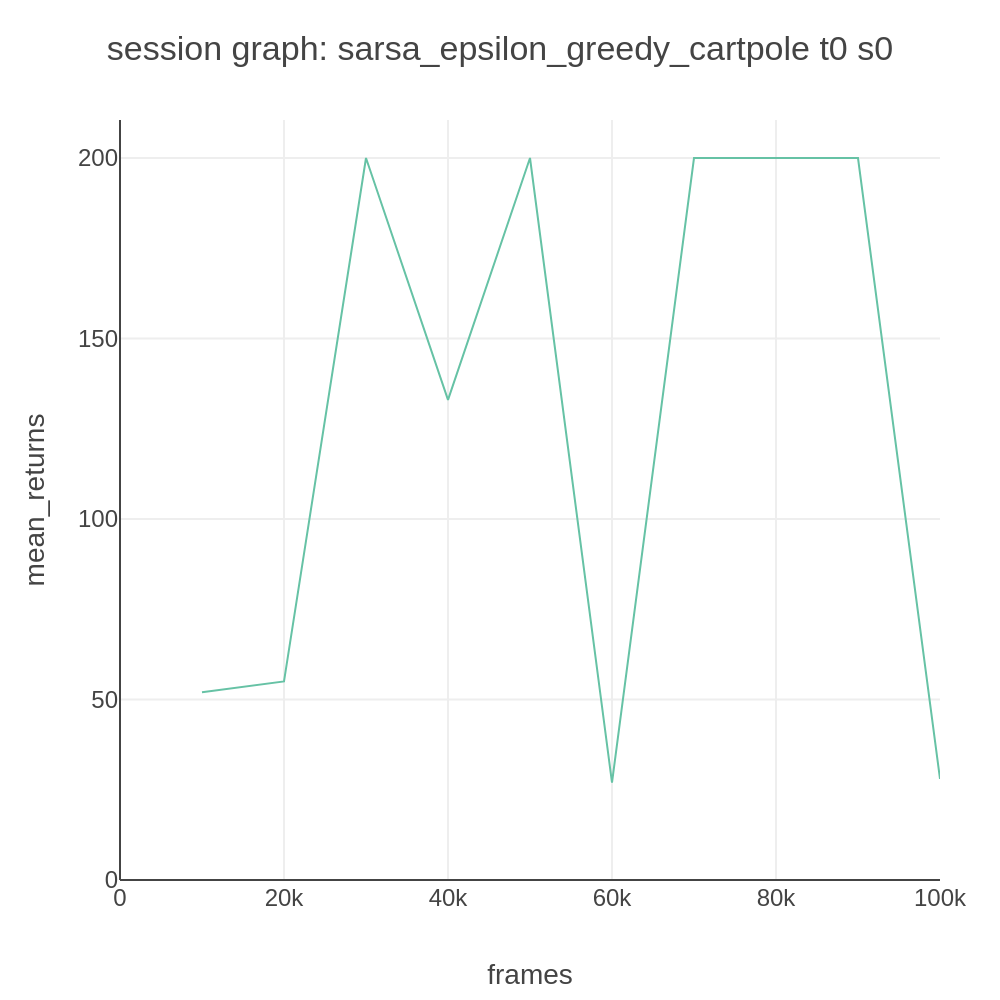 session graph: sarsa_epsilon_greedy_cartpole t0 s0
200
150
100
50
0
mean_returns
0 20k 40k 60k 80k 100k
frames